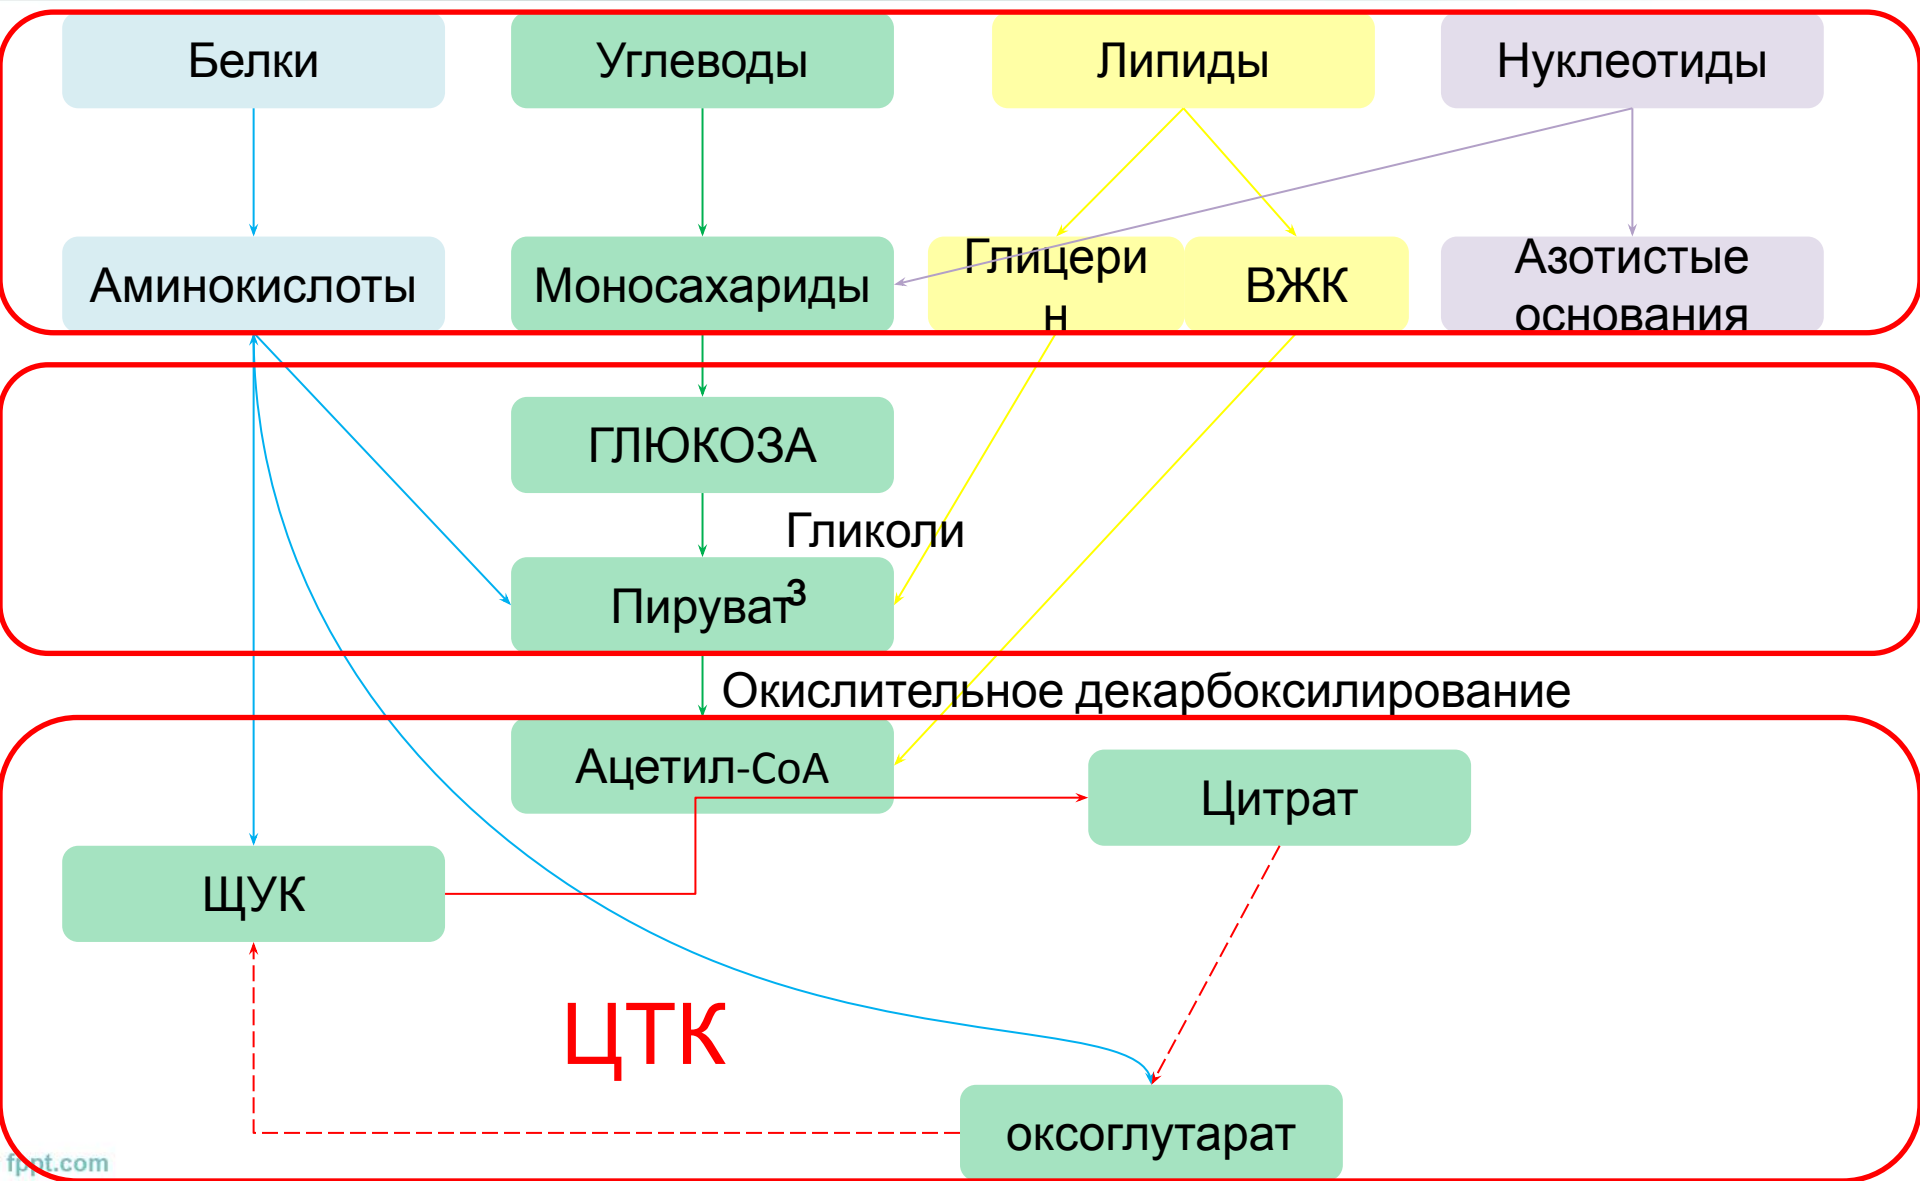 Белки
Углеводы
Липиды
Нуклеотиды
Аминокислоты
Моносахариды
Глицери
н
ВЖК
Азотистые
основания
ГЛЮКОЗА
Гликоли
з
Пируват
Окислительное декарбоксилирование
Ацетил-CoA
Цитрат
ЩУК
ЦТК
оксоглутарат
fppt.com